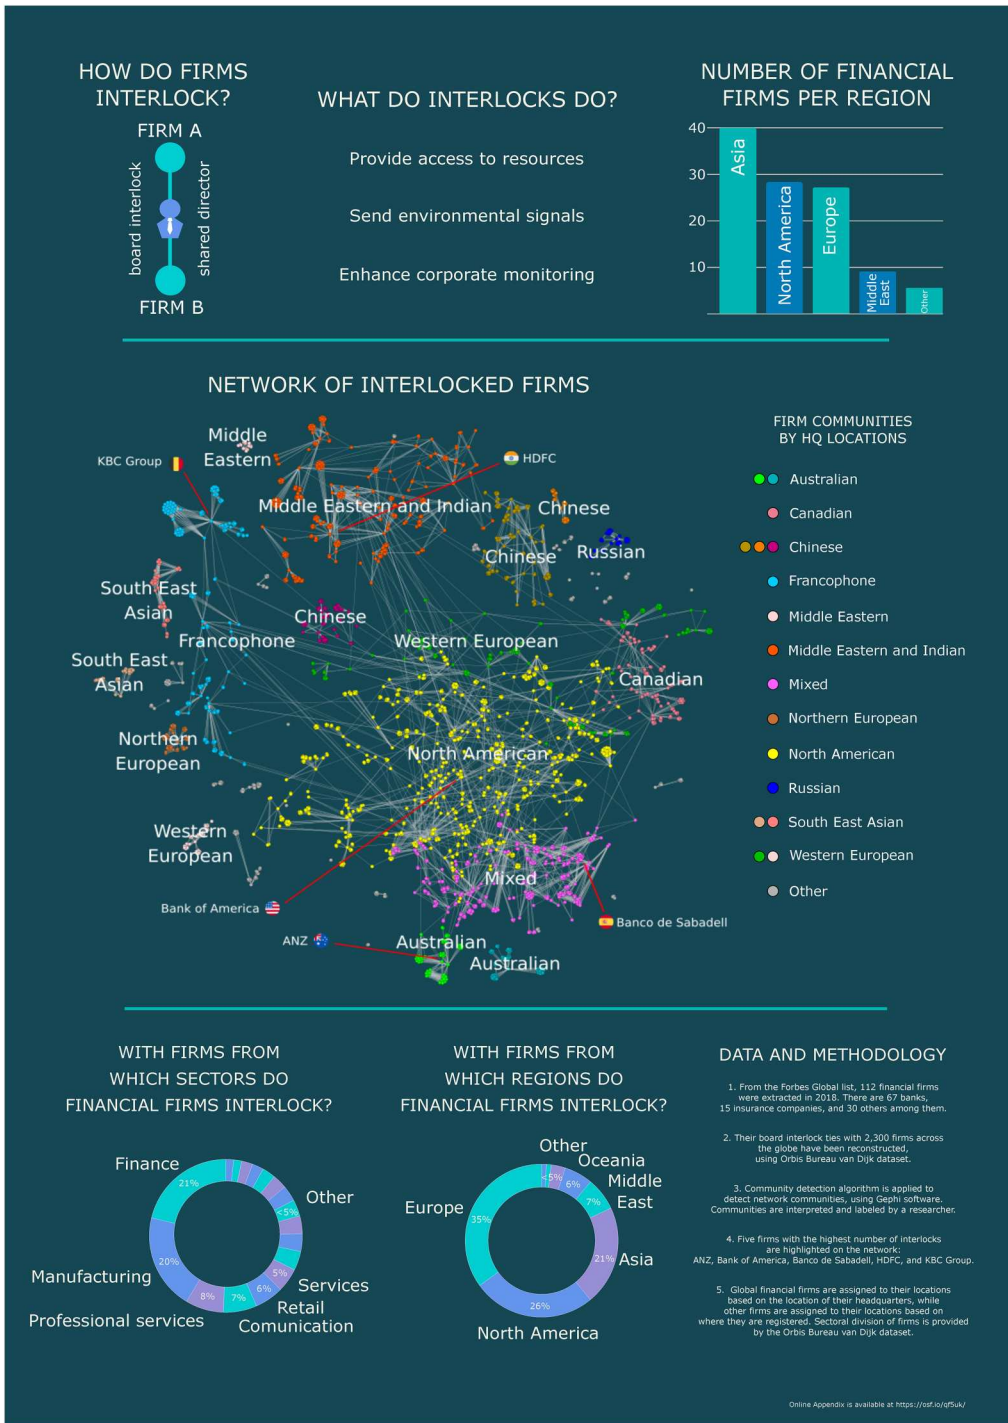 HOW DO FIRMS
INTERLOCK?
FIRM A
board interlock
shared director
FIRM B
WHAT DO INTERLOCKS DO?
Provide access to resources
Send environmental signals
Enhance corporate monitoring
NUMBER OF FINANCIAL
FIRMS PER REGION
40
30
20
10
Asia
North America
Europe
Middle
East
Other
NETWORK OF INTERLOCKED FIRMS
Middle
Eastern
KBC Group
HDFC
Middle Eastern and Indian
Chinese
Chinese
Russian
South East
Asian
Chinese
Francophone
Western European
South East
Asian
Canadian
Northern
European
North American
Western
European
Mixed
Bank of America
Banco de Sabadell
ANZ
Australian
Australian
FIRM COMMUNITIES
BY HQ LOCATIONS
Australian
Canadian
Chinese
Francophone
Middle Eastern
Middle Eastern and Indian
Mixed
Northern European
North American
Russian
South East Asian
Western European
Other
WITH FIRMS FROM
WHICH SECTORS DO
FINANCIAL FIRMS INTERLOCK?
Finance
21%
Other
<5%
20%
Manufacturing
5%
Services
8%
7%
6%
Retail
Professional services
Comunication
WITH FIRMS FROM
WHICH REGIONS DO
FINANCIAL FIRMS INTERLOCK?
Other
<5%
Oceania
6%
Middle
East
7%
Europe
35%
21%
Asia
26%
North America
DATA AND METHODOLOGY
1. From the Forbes Global list, 112 financial firms
were extracted in 2018. There are 67 banks,
15 insurance companies, and 30 others among them.
2. Their board interlock ties with 2,300 firms across
the globe have been reconstructed,
using Orbis Bureau van Dijk dataset.
3. Community detection algorithm is applied to
detect network communities, using Gephi software.
Communities are interpreted and labeled by a researcher.
4. Five firms with the highest number of interlocks
are highlighted on the network:
ANZ, Bank of America, Banco de Sabadell, HDFC, and KBC Group.
5. Global financial firms are assigned to their locations
based on the location of their headquarters, while
other firms are assigned to their locations based on
where they are registered. Sectoral division of firms is provided
by the Orbis Bureau van Dijk dataset.
Online Appendix is available at https://osf.io/qf5uk/